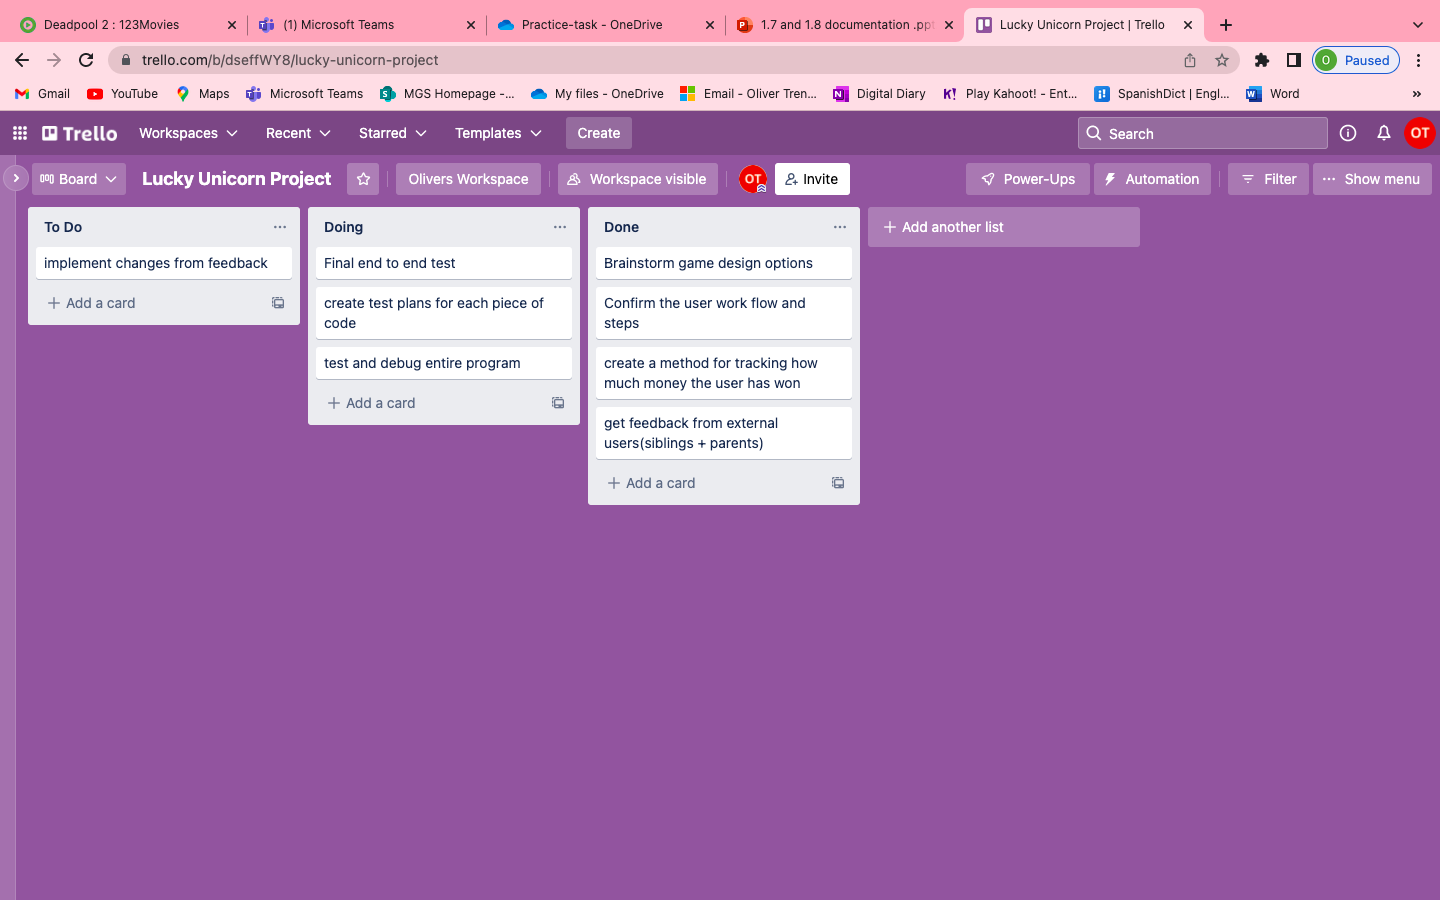 Deadpool 2 : 123Movies
(1) Microsoft Teams
Practice-task - OneDrive
1.7 and 1.8 documentation .ppt
Lucky Unicorn Project | Trello
trello.com/b/dseffWY8/lucky-unicorn-project
O
Paused
Gmail
YouTube
Maps
Microsoft Teams
MGS Homepage -...
My files - OneDrive
Email - Oliver Tren...
Digital Diary
K! Play Kahoot! - Ent...
SpanishDict | Engl...
Word
»
Trello
Workspaces
Recent
Starred
Templates
Create
Search
OT
Board
Lucky Unicorn Project
Olivers Workspace
Workspace visible
OT
Invite
Power-Ups
Automation
Filter
Show menu
To Do
implement changes from feedback
+ Add a card
Doing
Final end to end test
create test plans for each piece of
code
test and debug entire program
+ Add a card
Done
Brainstorm game design options
Confirm the user work flow and
steps
create a method for tracking how
much money the user has won
get feedback from external
users(siblings + parents)
+ Add a card
+ Add another list